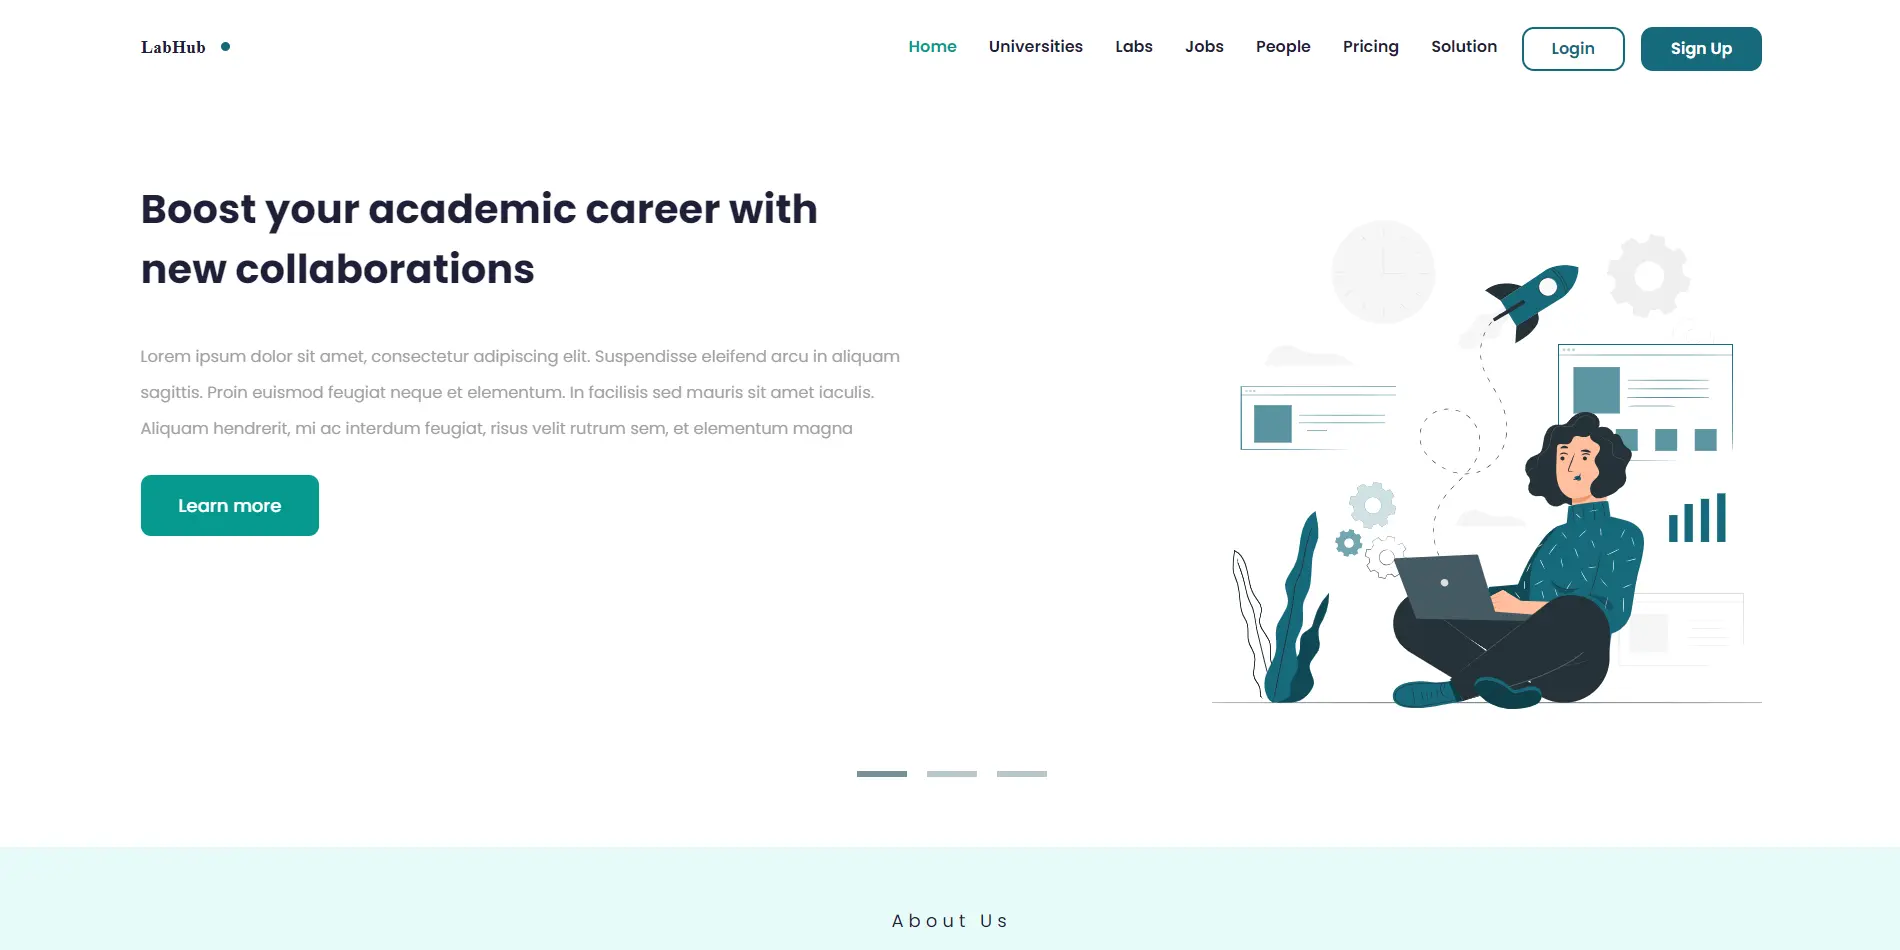 LabHub
Home Universities Labs Jobs People Pricing Solution Login Sign Up
Boost your academic career with
new collaborations
Lorem ipsum dolor sit amet, consectetur adipiscing elit. Suspendisse eleifend arcu in aliquam
sagittis. Proin euismod feugiat neque et elementum. In facilisis sed mauris sit amet iaculis.
Aliquam hendrerit, mi ac interdum feugiat, risus velit rutrum sem, et elementum magna
Learn more
About Us